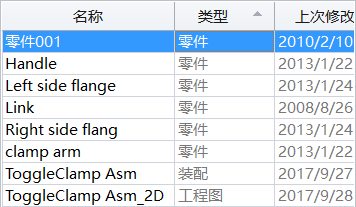 名称 类型 上次修改
零件001 零件 2010/2/10
Handle 零件 2013/1/22
Left side flange 零件 2013/1/24
Link 零件 2008/8/26
Right side flang 零件 2013/1/24
clamp arm 零件 2013/1/22
ToggleClamp Asm 装配 2017/9/27
ToggleClamp Asm_2D 工程图 2017/9/28